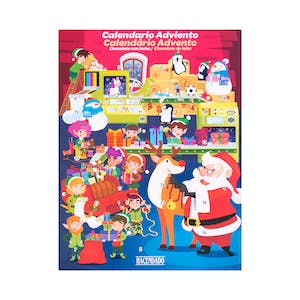 Calendario Adviento
Calendário Advento
Chocolate con leche / Chocolate de leite
HACENDADO